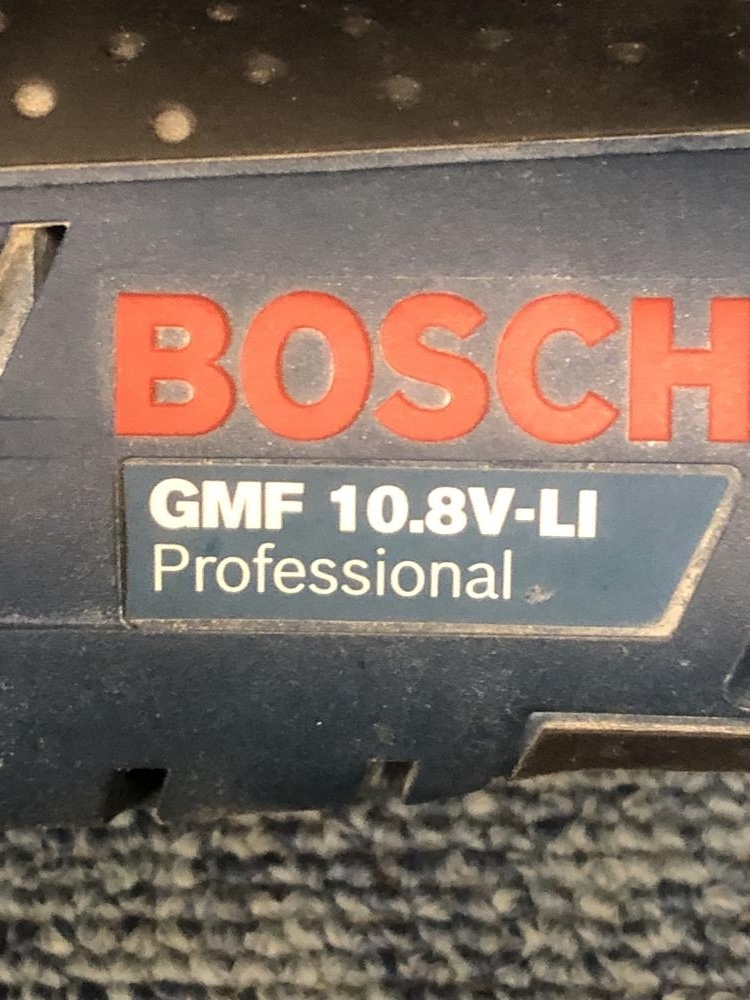 BOSCH
GMF 10.8V-LI
Professional